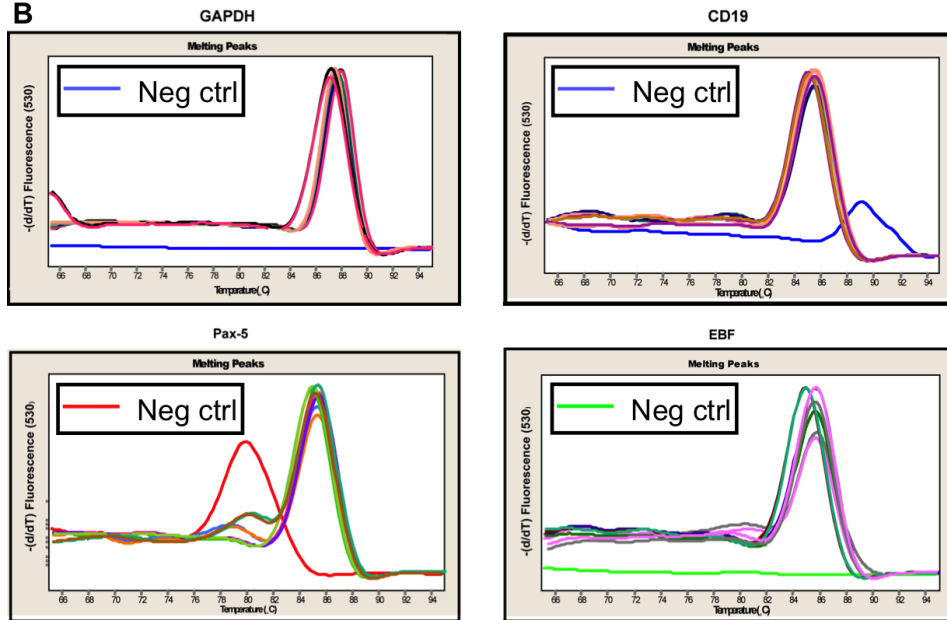 B
GAPDH
Melting Peaks
Neg ctrl
-(d/dT) Fluorescence (530)
66 68 70 72 74 76 78 80 82 84 86 88 90 92 94
Temperature(¸C)
CD19
Melting Peaks
Neg ctrl
-(d/dT) Fluorescence (530)
66 68 70 72 74 76 78 80 82 84 86 88 90 92 94
Temperature(¸C)
Pax-5
Melting Peaks
Neg ctrl
-(d/dT) Fluorescence (530)
66 68 70 72 74 76 78 80 82 84 86 88 90 92 94
Temperature(¸C)
EBF
Melting Peaks
Neg ctrl
-(d/dT) Fluorescence (530)
66 68 70 72 74 76 78 80 82 84 86 88 90 92 94
Temperature(¸C)